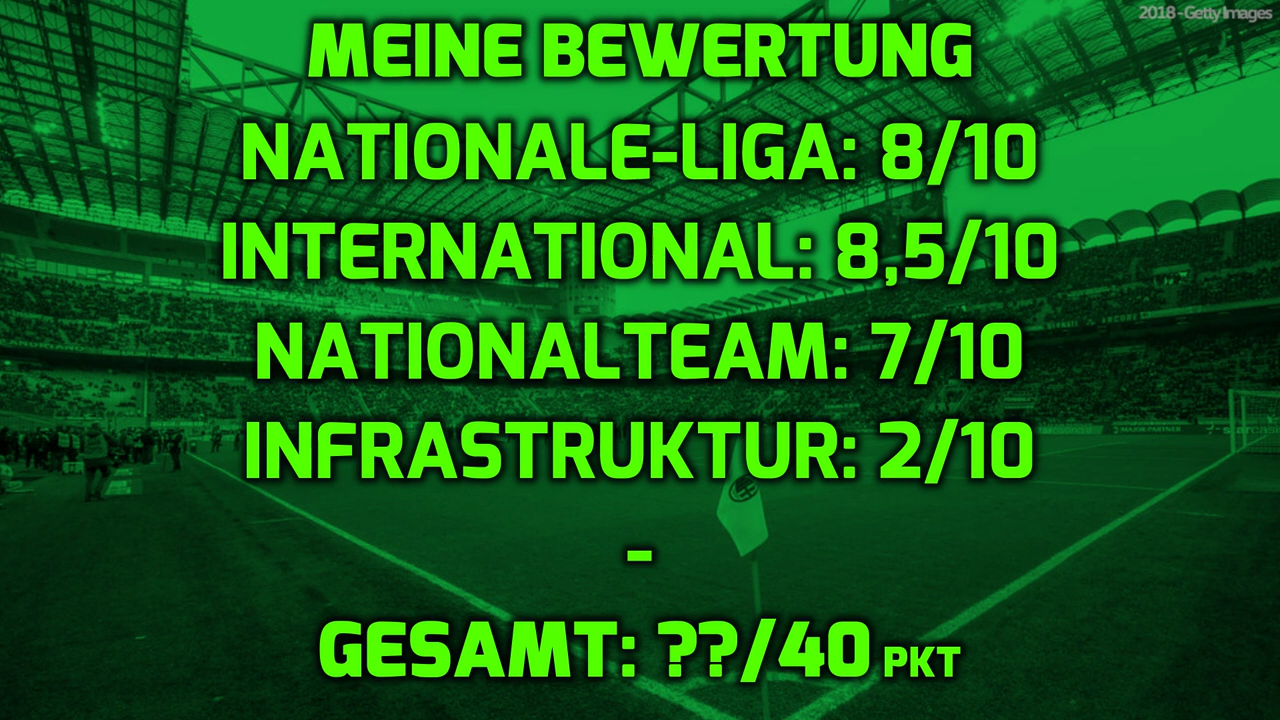 2018 - Getty Images
MEINE BEWERTUNG
NATIONALE-LIGA: 8/10
INTERNATIONAL: 8,5/10
NATIONALTEAM: 7/10
INFRASTRUKTUR: 2/10
-
GESAMT: ??/40 PKT